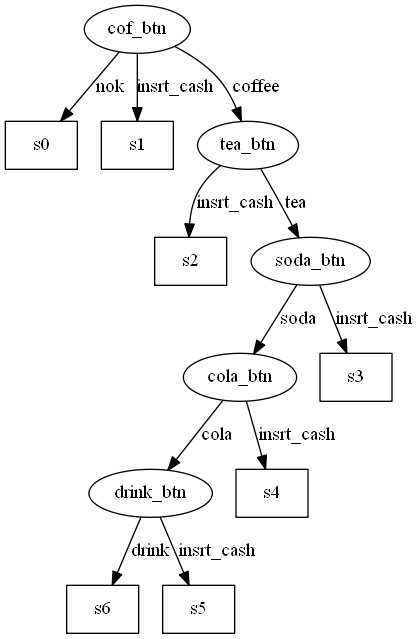 cof_btn
nok
insrt_cash
coffee
s0
s1
tea_btn
insrt_cash
tea
s2
soda_btn
soda
insrt_cash
cola_btn
s3
cola
insrt_cash
drink_btn
s4
drink
insrt_cash
s6
s5